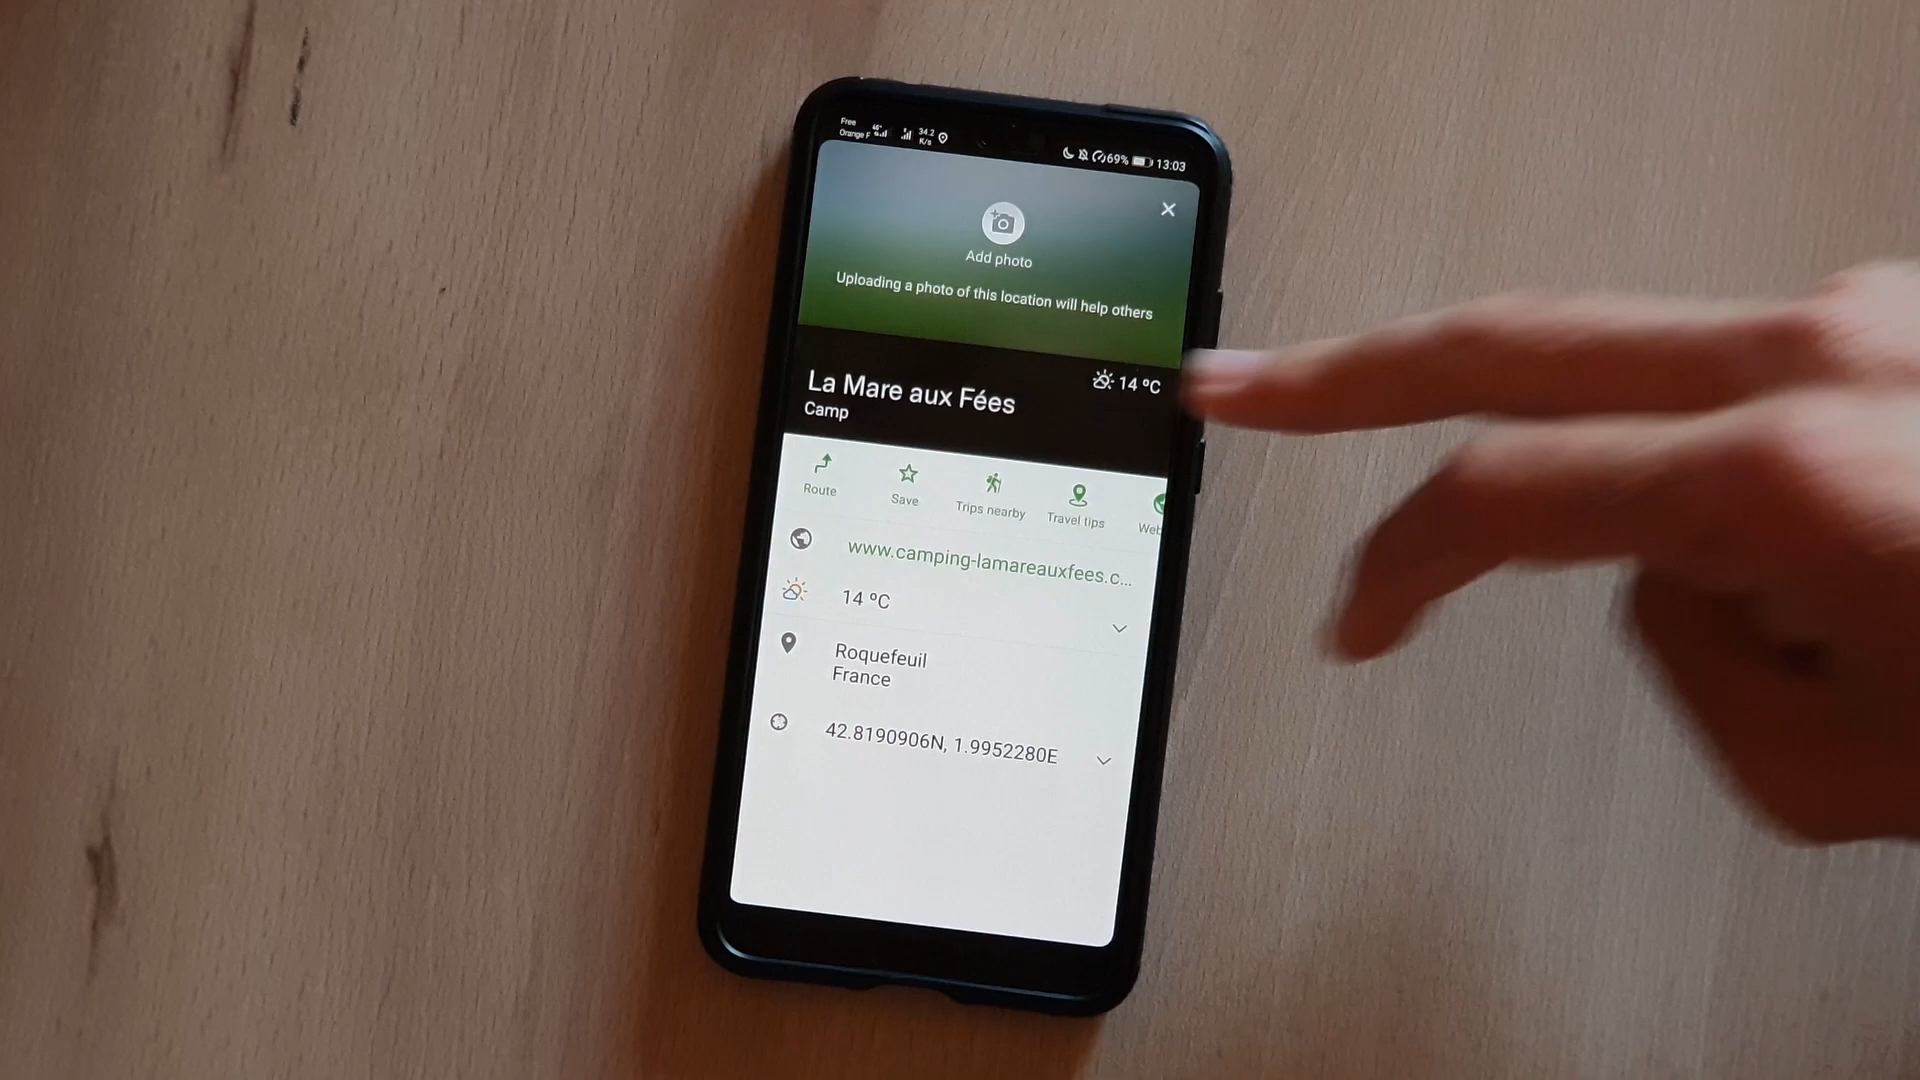 Free
Orange F
34.2
K/s
69%
13:03
Add photo
Uploading a photo of this location will help others
La Mare aux Fées
14 ºC
Camp
Route
Save
Trips nearby
Travel tips
Web
www.camping-lamareauxfees.c...
14 ºC
Roquefeuil
France
42.8190906N, 1.9952280E